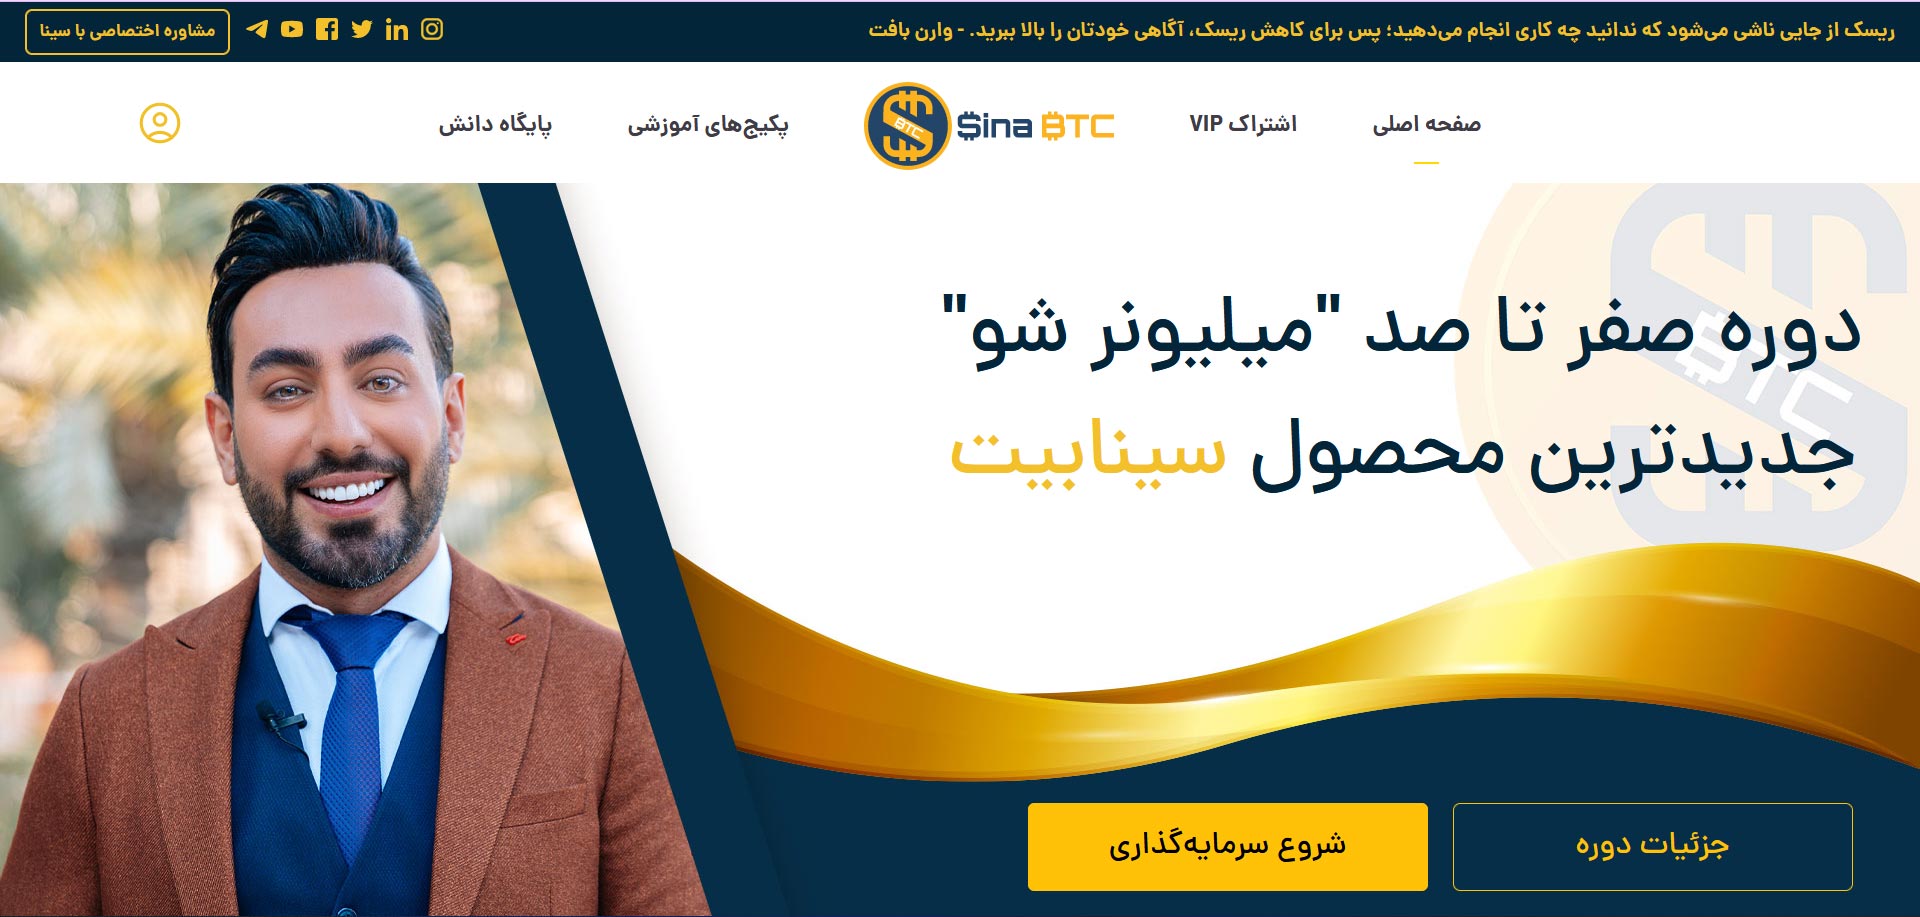 ریسک از جایی ناشی می‌شود که ندانید چه کاری انجام می‌دهید؛ پس برای کاهش ریسک، آگاهی خودتان را بالا ببرید. - وارن بافت
مشاوره اختصاصی با سینا
صفحه اصلی
اشتراک VIP
BTC
$ina BTC
پکیج‌های آموزشی
پایگاه دانش
دوره صفر تا صد "میلیونر شو"
جدیدترین محصول سینابیت
BTC
جزئیات دوره
شروع سرمایه‌گذاری